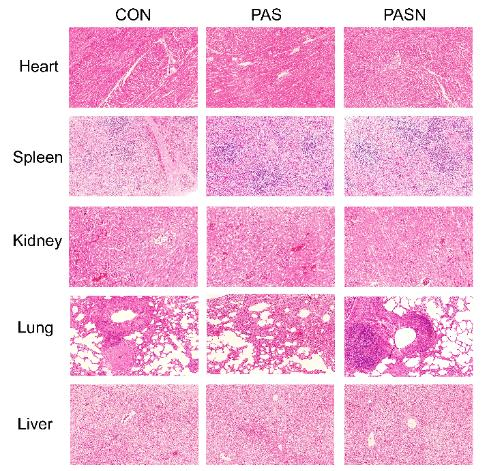 CON PAS PASN
Heart
Spleen
Kidney
Lung
Liver